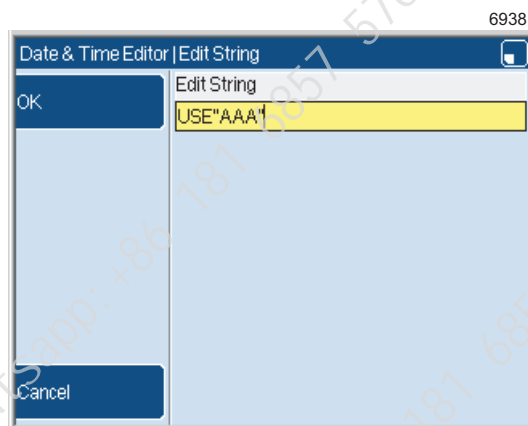 6938
Date & Time Editor | Edit String
OK
Edit String
USE"AAA"
Cancel